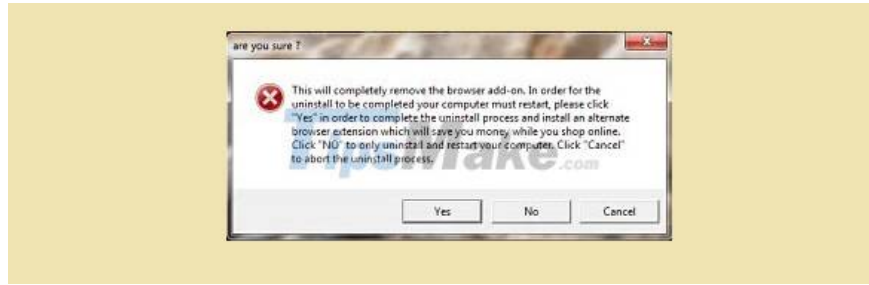 are you sure ?
This will completely remove the browser add-on. In order for the
uninstall to be completed your computer must restart, please click
"Yes" in order to complete the uninstall process and install an alternate
browser extension which will save you money while you shop online.
Click "NO" to only uninstall and restart your computer. Click "Cancel"
to abort the uninstall process.
TipsMake.com
Yes
No
Cancel